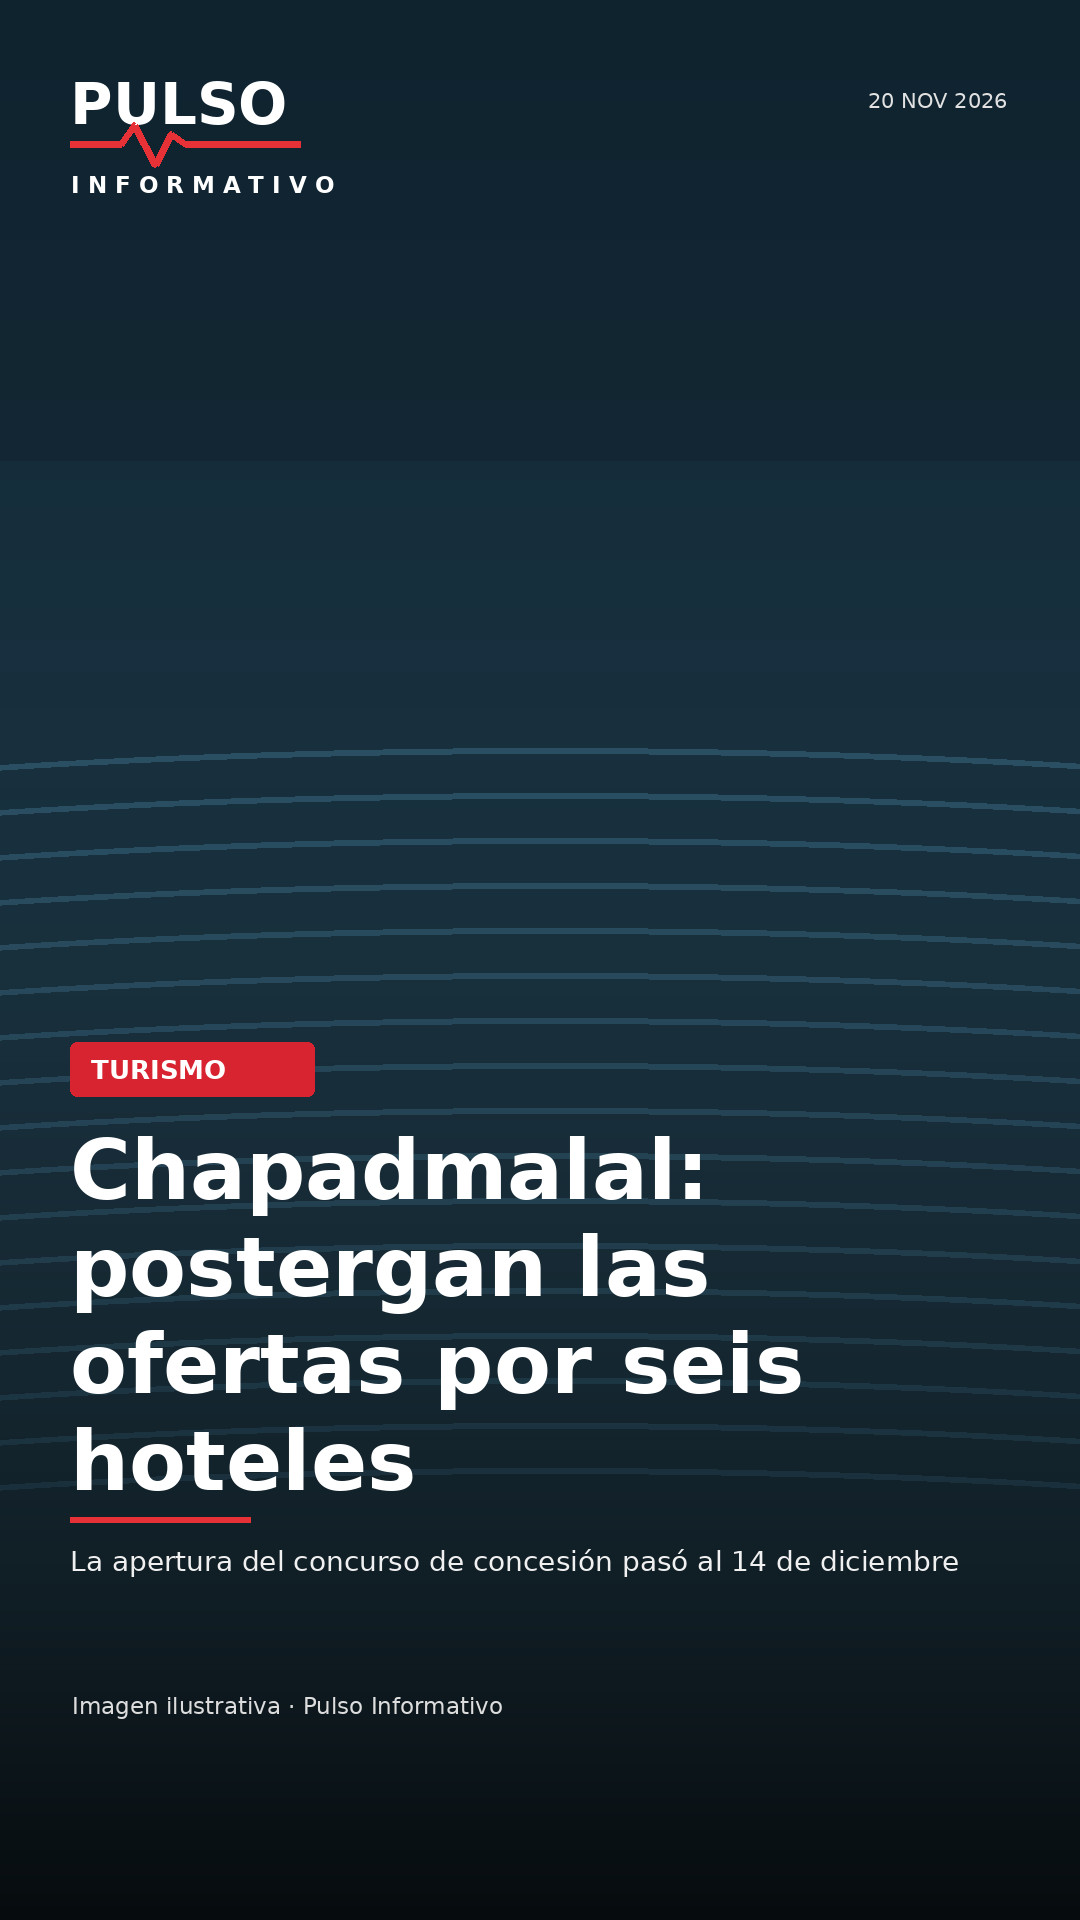 PULSO
INFORMATIVO
20 NOV 2026
TURISMO
Chapadmalal:
postergan las
ofertas por seis
hoteles
La apertura del concurso de concesión pasó al 14 de diciembre
Imagen ilustrativa · Pulso Informativo